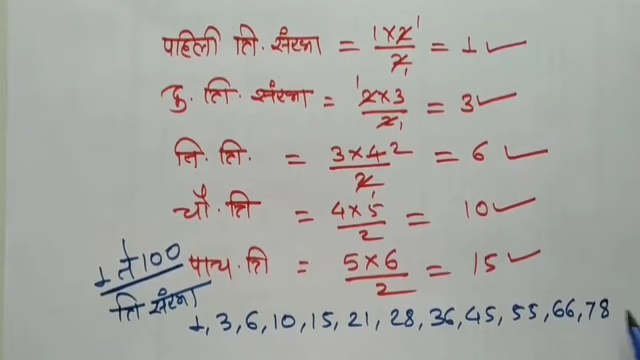 पहिली त्रि. संख्या = 1×2/2 = 1 ✓
दु. त्रि. संख्या = 2×3/2 = 3 ✓
ति. त्रि. = 3×4/2 = 6 ✓
चौ. त्रि = 4×5/2 = 10 ✓
पाच. त्रि = 5×6/2 = 15 ✓
1 ते 100
त्रि संख्या
1, 3, 6, 10, 15, 21, 28, 36, 45, 55, 66, 78